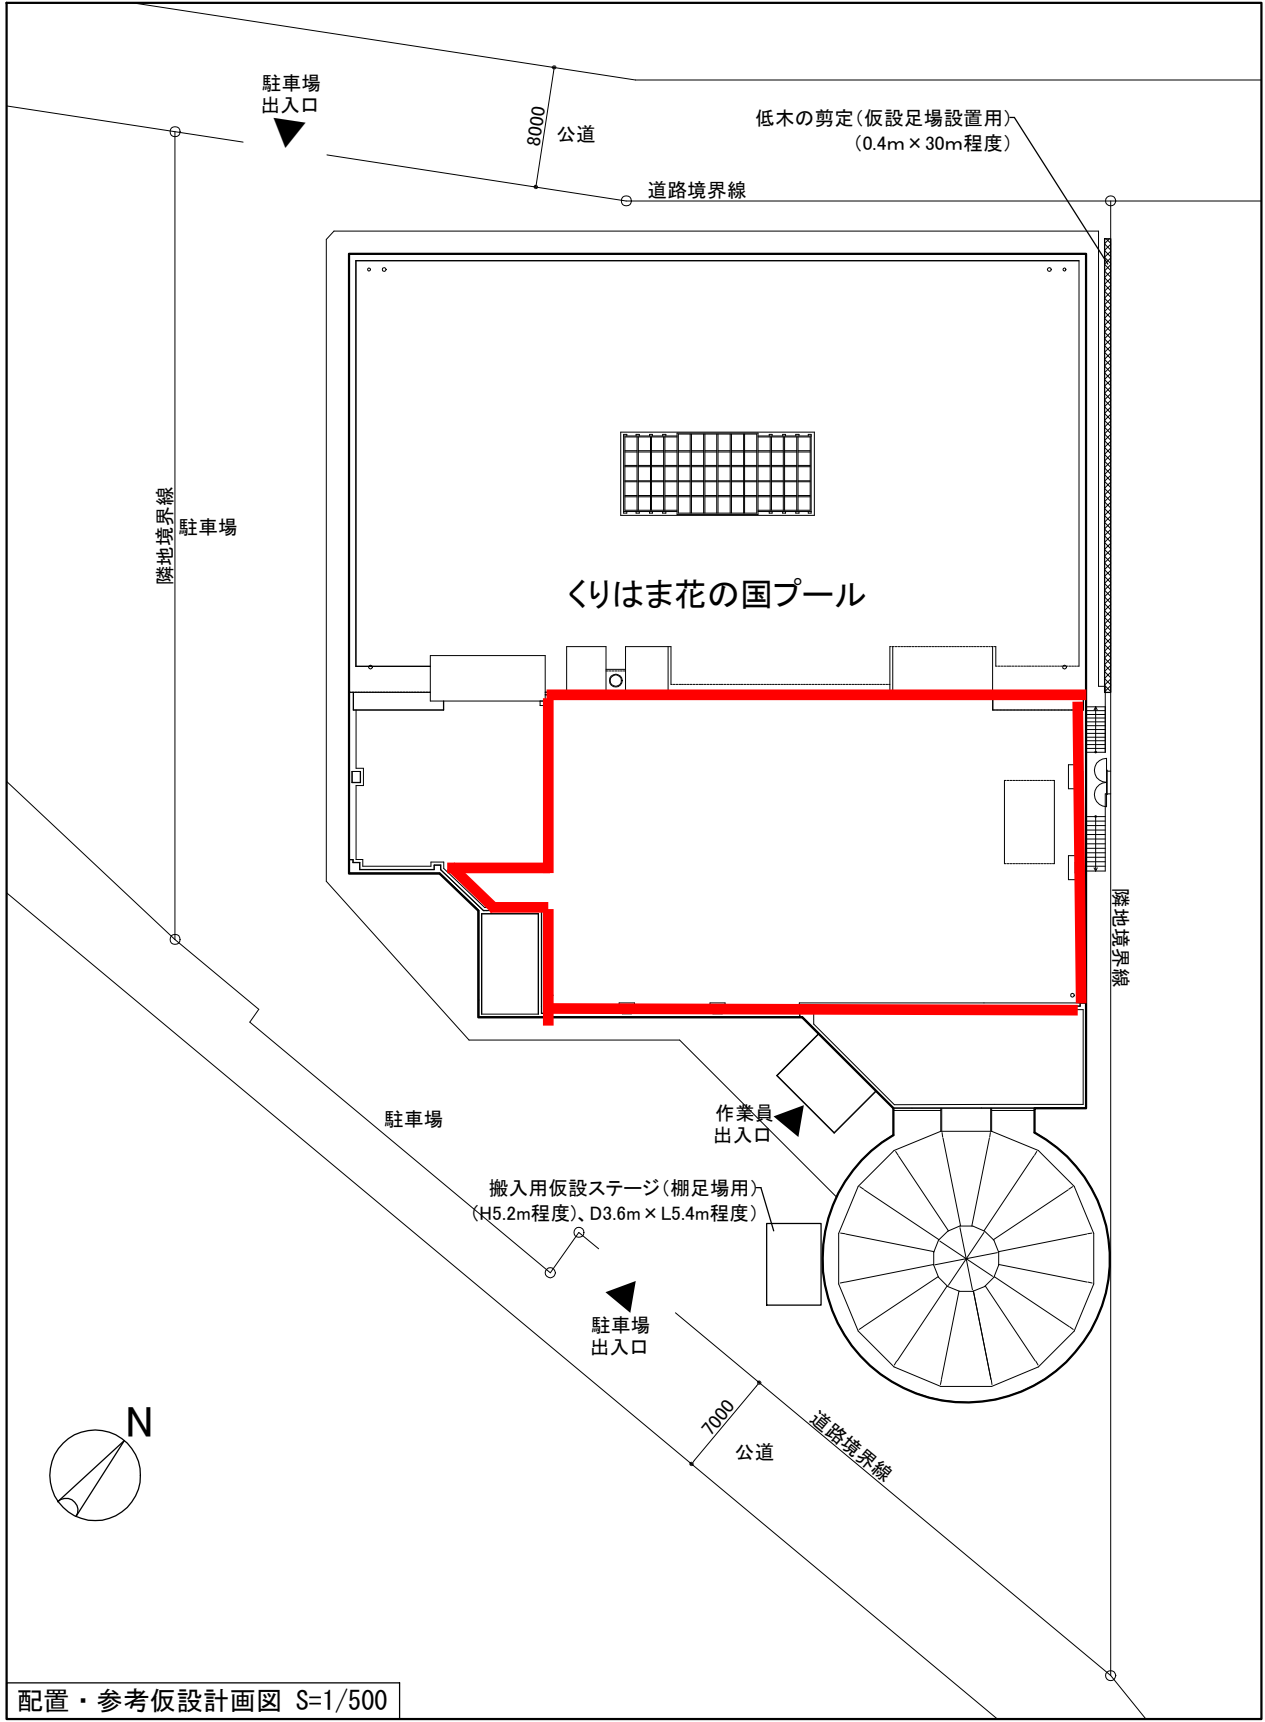 駐車場
出入口
8000
公道
低木の剪定(仮設足場設置用)
(0.4m×30m程度)
道路境界線
隣地境界線
駐車場
くりはま花の国プール
隣地境界線
駐車場
作業員
出入口
搬入用仮設ステージ(棚足場用)
(H5.2m程度)、D3.6m×L5.4m程度)
駐車場
出入口
7000
公道
道路境界線
N
配置・参考仮設計画図 S=1/500